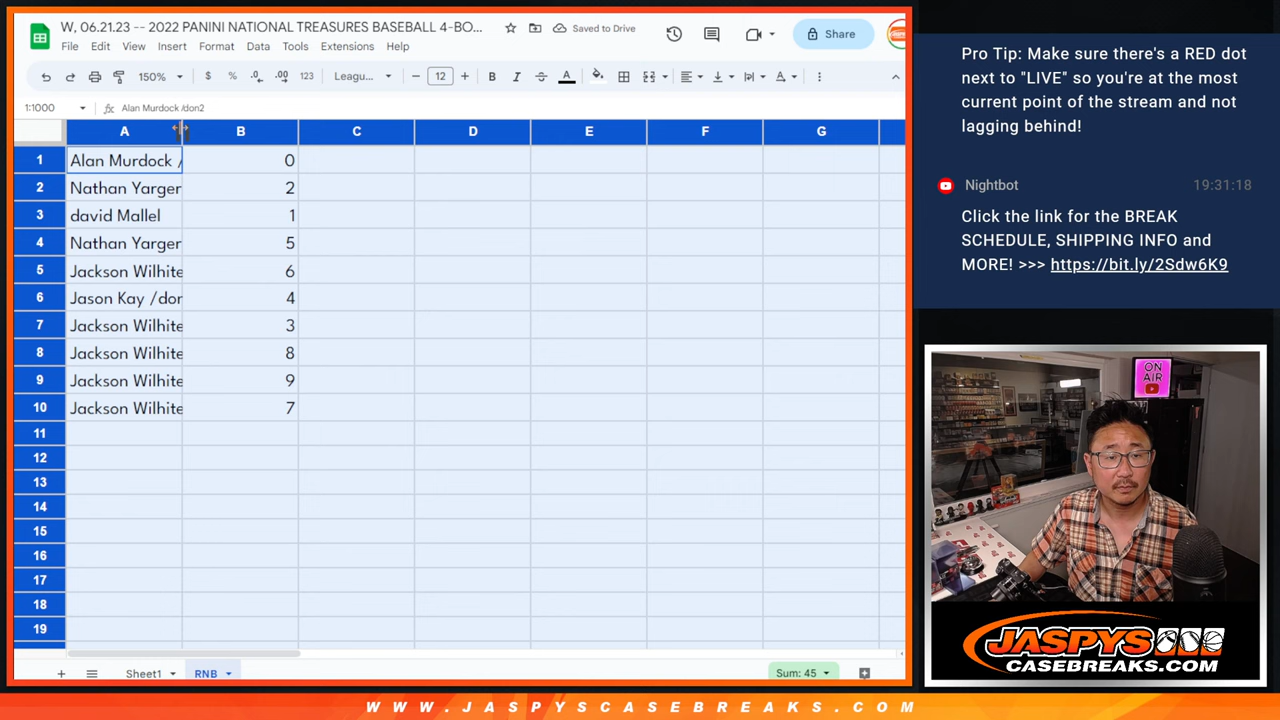 W, 06.21.23 -- 2022 PANINI NATIONAL TREASURES BASEBALL 4-BO...
Saved to Drive
Share
File Edit View Insert Format Data Tools Extensions Help
150% $ % .0 .00 123 Leagu... − 12 + B I S A
1:1000 fx Alan Murdock /don2
A B C D E F G
1 Alan Murdock / 0
2 Nathan Yarger 2
3 david Mallel 1
4 Nathan Yarger 5
5 Jackson Wilhite 6
6 Jason Kay /don 4
7 Jackson Wilhite 3
8 Jackson Wilhite 8
9 Jackson Wilhite 9
10 Jackson Wilhite 7
11
12
13
14
15
16
17
18
19
+ Sheet1 RNB Sum: 45
Pro Tip: Make sure there's a RED dot
next to "LIVE" so you're at the most
current point of the stream and not
lagging behind!
Nightbot 19:31:18
Click the link for the BREAK
SCHEDULE, SHIPPING INFO and
MORE! >>> https://bit.ly/2Sdw6K9
ON
AIR
JASPYS
CASEBREAKS.COM
WWW.JASPYSCASEBREAKS.COM